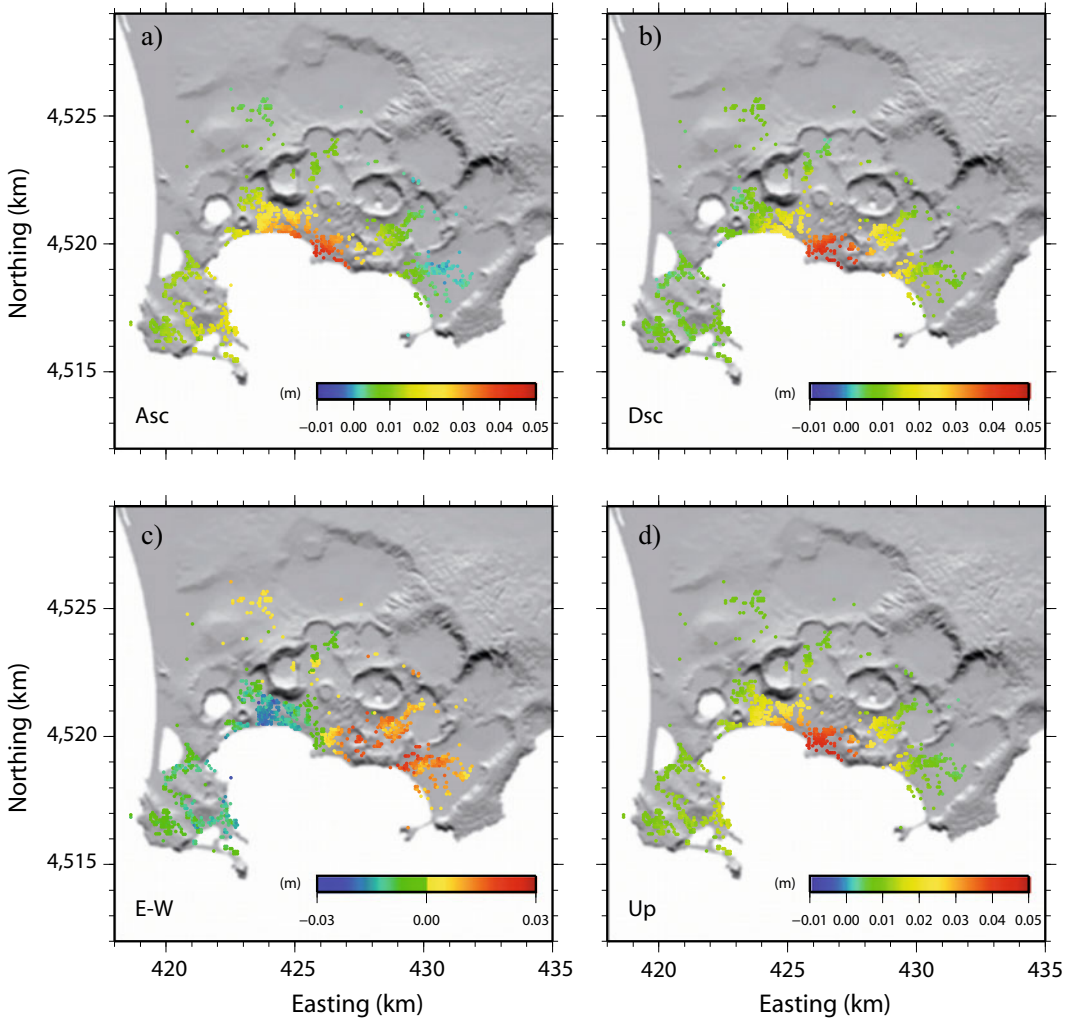 a)
b)
4,525
4,520
4,515
Northing (km)
(m)
−0.01 0.00 0.01 0.02 0.03 0.04 0.05
Asc
(m)
−0.01 0.00 0.01 0.02 0.03 0.04 0.05
Dsc
c)
d)
4,525
4,520
4,515
Northing (km)
(m)
−0.03 0.00 0.03
E-W
(m)
−0.01 0.00 0.01 0.02 0.03 0.04 0.05
Up
420 425 430 435
420 425 430 435
Easting (km)
Easting (km)